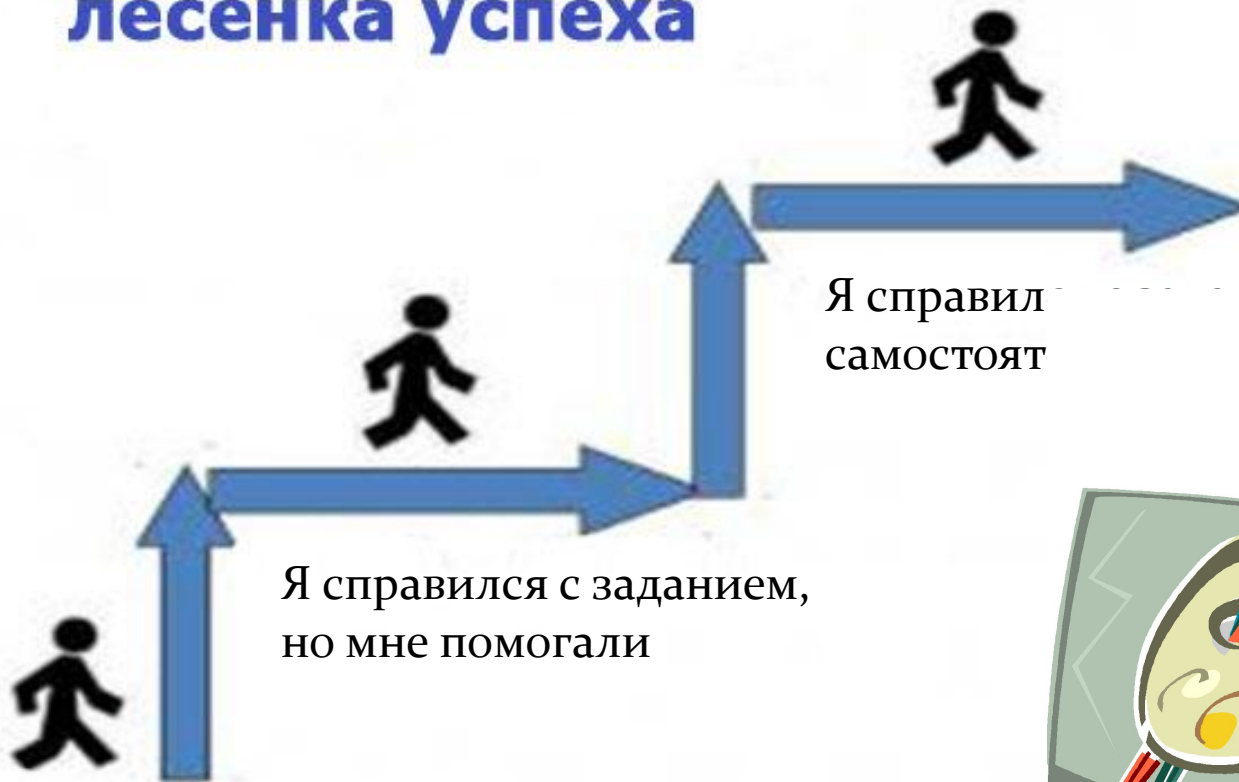 лесенка успеха
Я справил
самостоят
Я справился с заданием,
но мне помогали